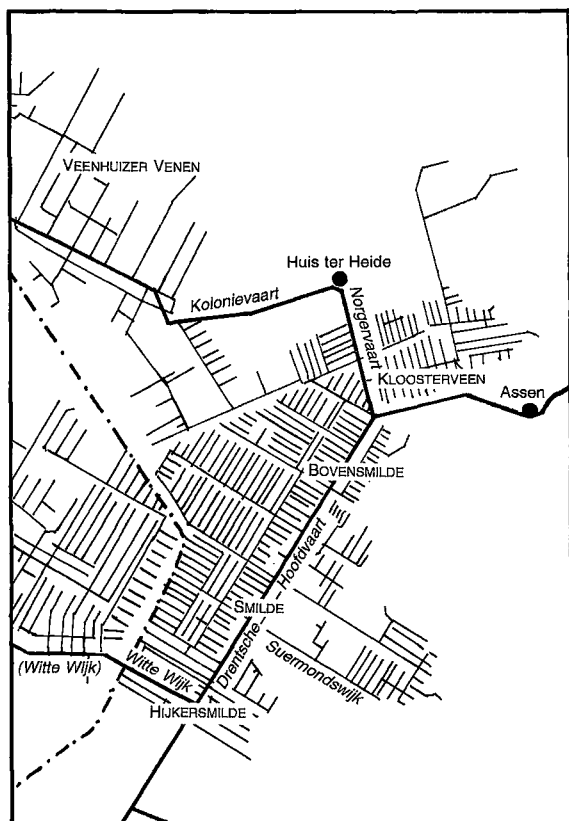 VEENHUIZER VENEN
Huis ter Heide
Kolonievaart
Norgervaart
KLOOSTERVEEN
Assen
BOVENSMILDE
Hoofdvaart
SMILDE
Drentsche
Suermondswijk
(Witte Wijk)
Witte Wijk
HIJKERSMILDE